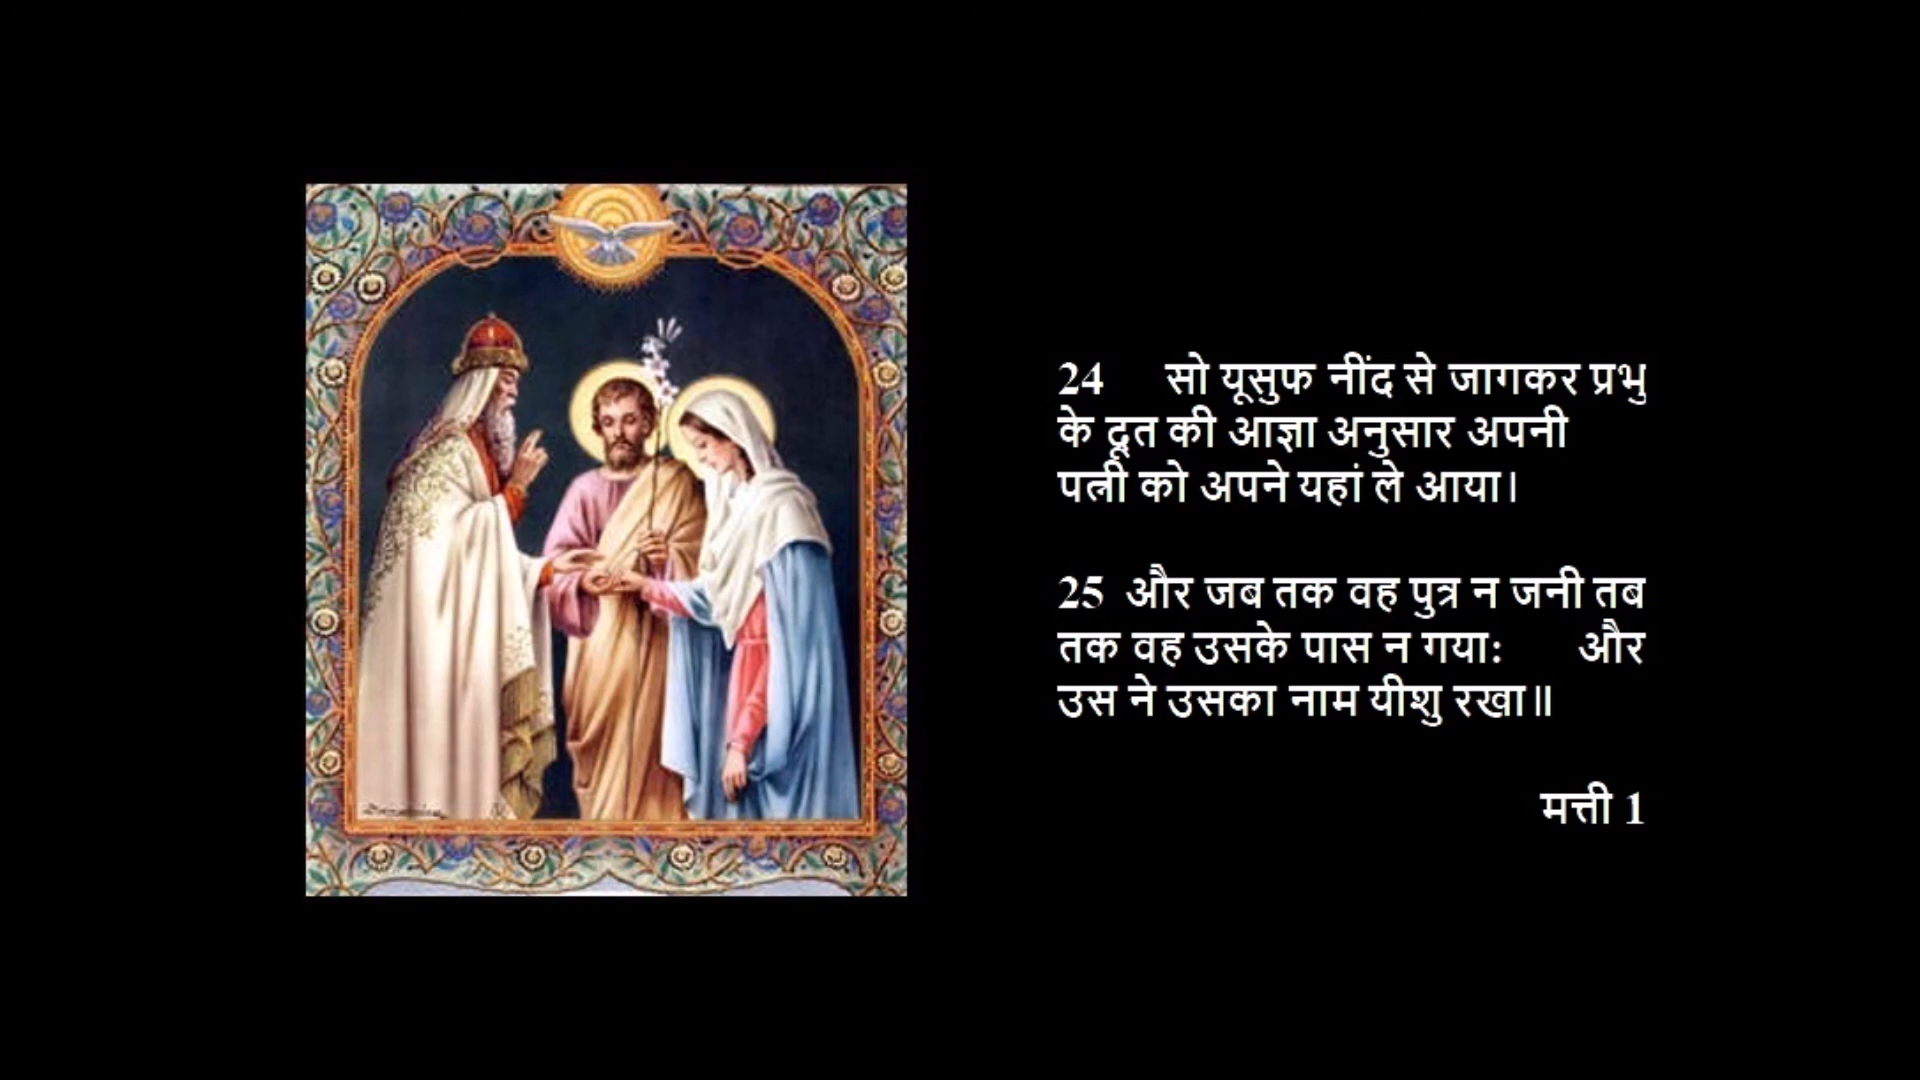 24 सो यूसुफ नींद से जागकर प्रभु
के दूत की आज्ञा अनुसार अपनी
पत्नी को अपने यहां ले आया।
25 और जब तक वह पुत्र न जनी तब
तक वह उसके पास न गया: और
उस ने उसका नाम यीशु रखा॥
मत्ती 1